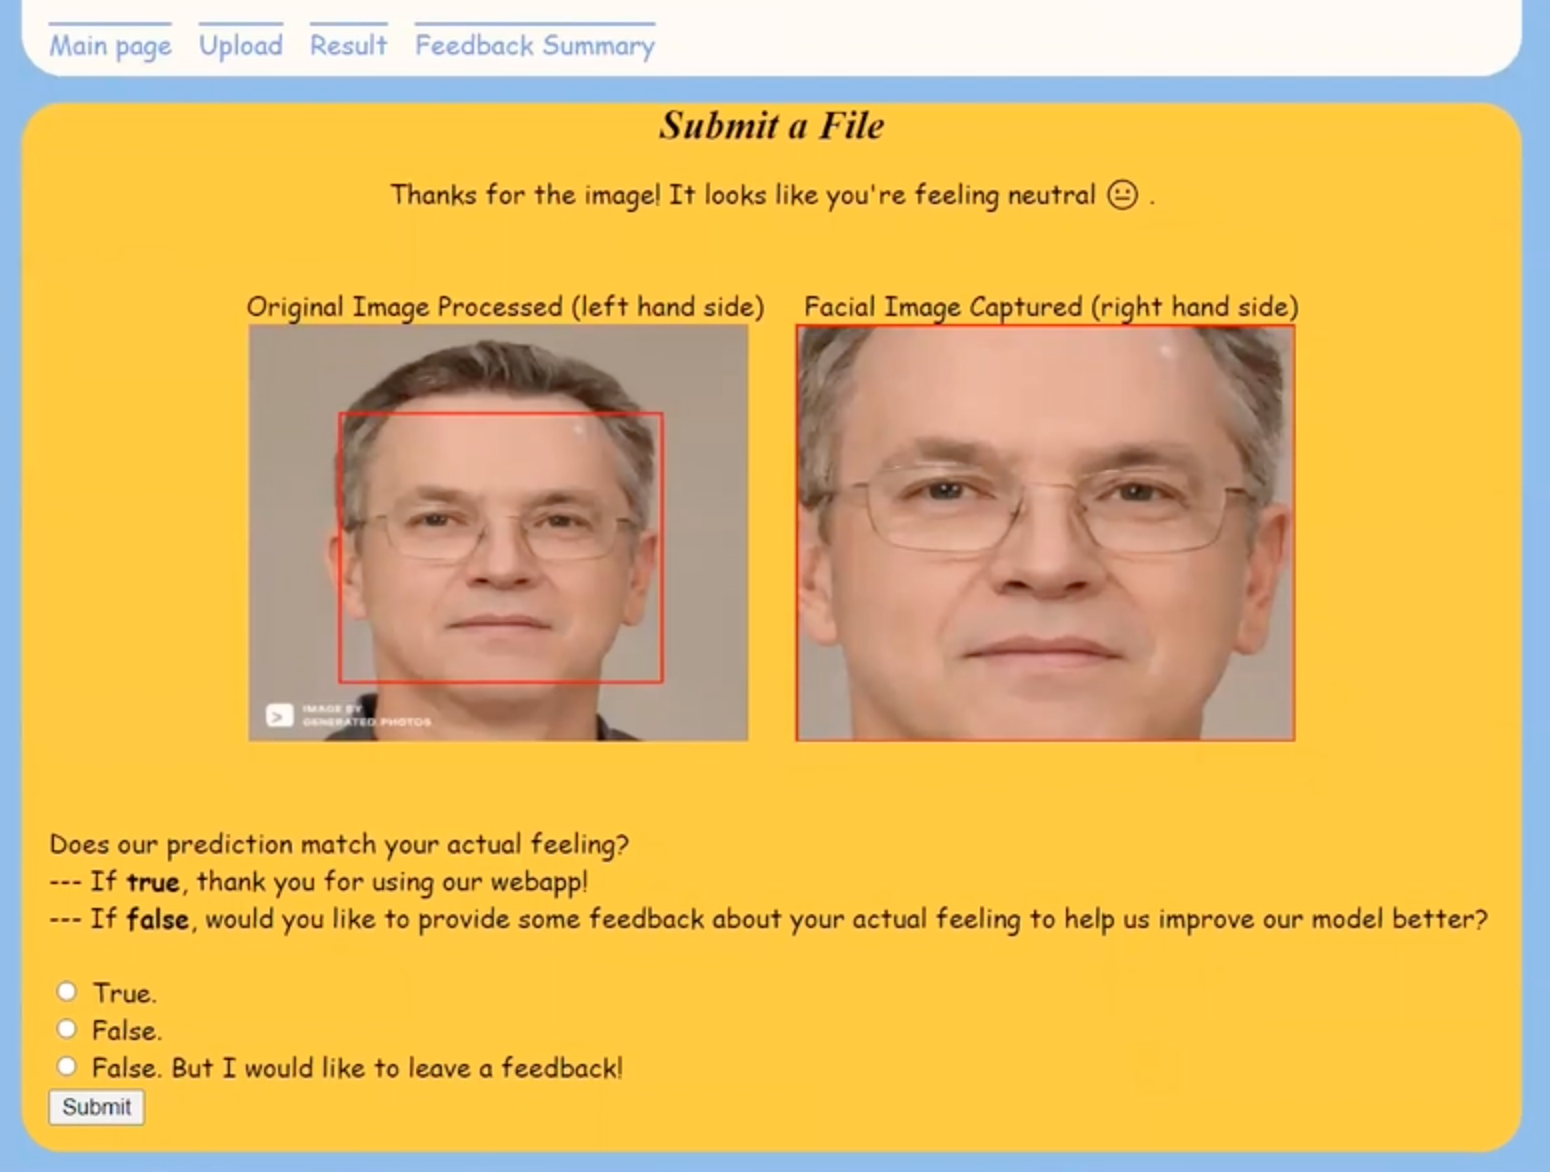 Main page Upload Result Feedback Summary
Submit a File
Thanks for the image! It looks like you're feeling neutral 😐 .
Original Image Processed (left hand side) Facial Image Captured (right hand side)
IMAGE BY
GENERATED PHOTOS
Does our prediction match your actual feeling?
--- If true, thank you for using our webapp!
--- If false, would you like to provide some feedback about your actual feeling to help us improve our model better?
True.
False.
False. But I would like to leave a feedback!
Submit